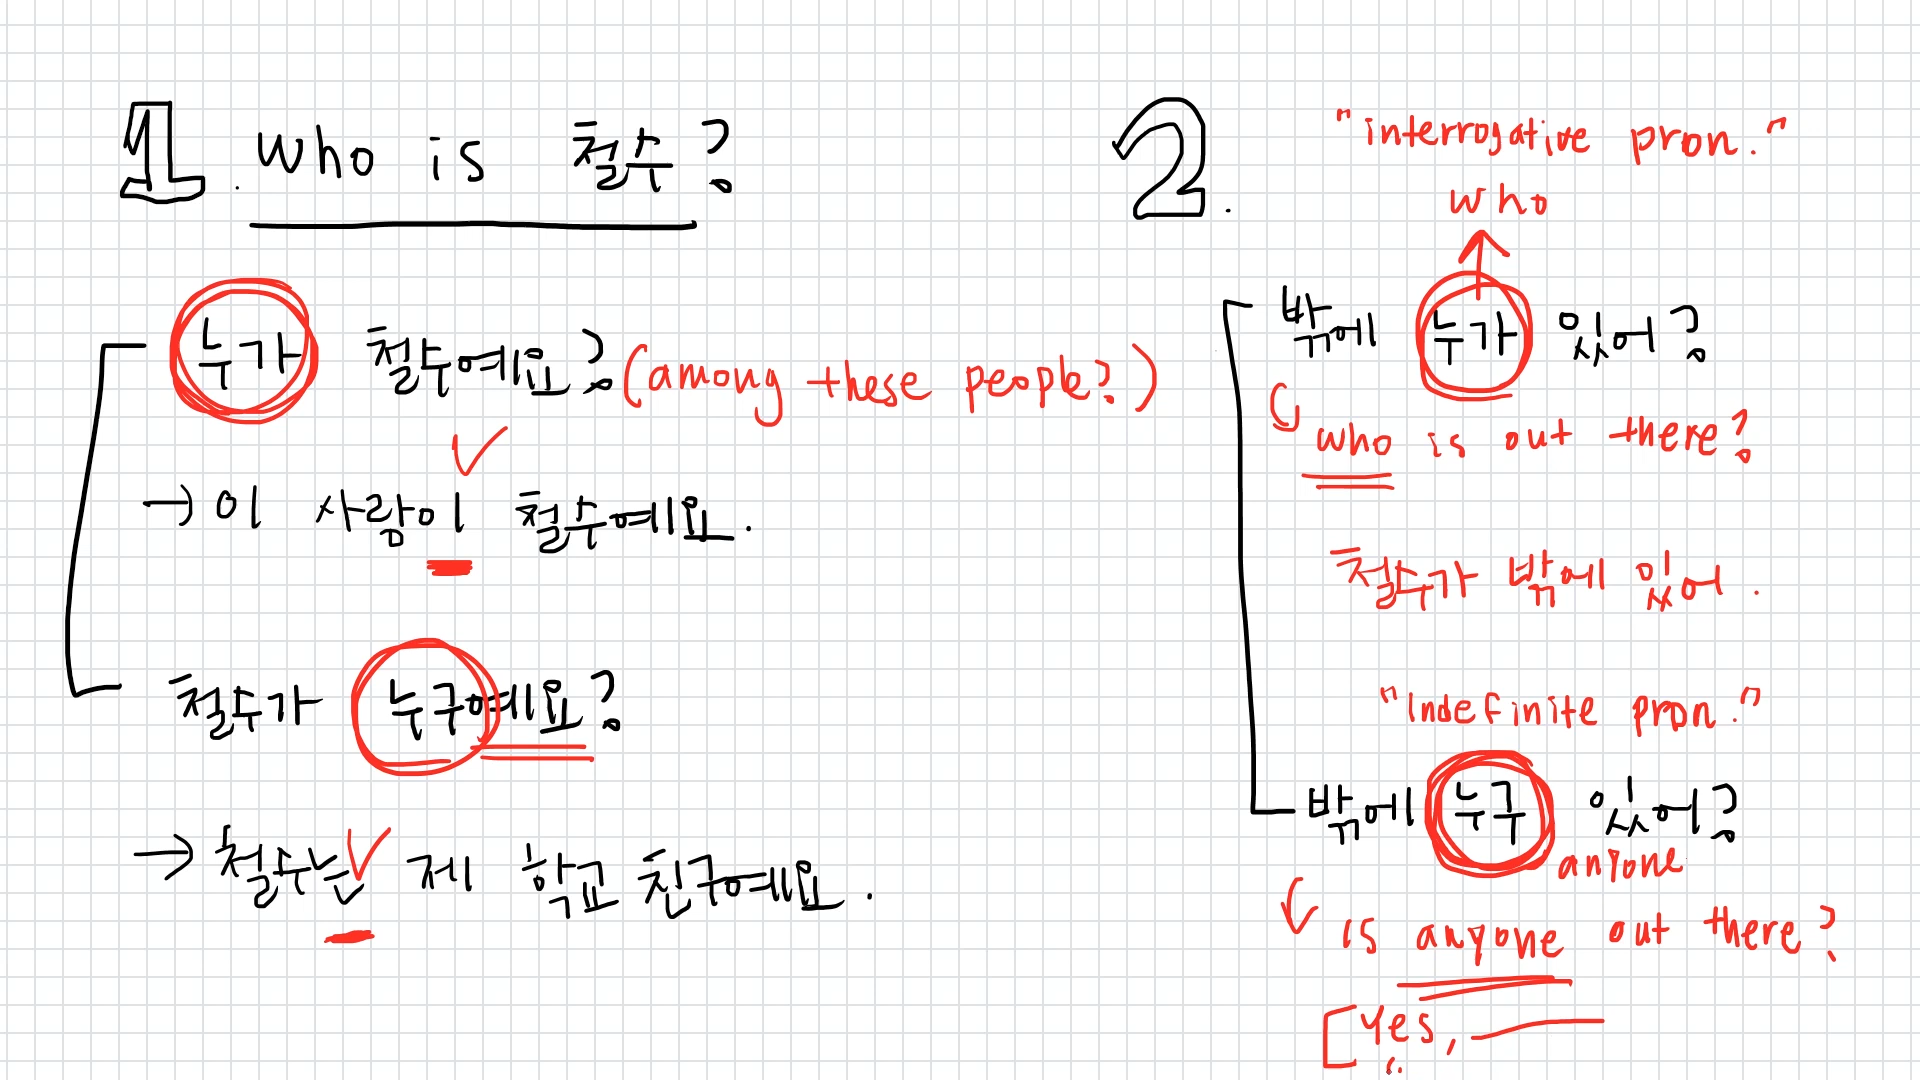 1. Who is 철수?
누가 철수예요? (among these people?)
→ 이 사람이 철수예요.
철수가 누구예요?
→ 철수는 제 학교 친구예요.
2.
"interrogative pron."
who
밖에 누가 있어?
who is out there?
철수가 밖에 있어.
"Indefinite pron."
밖에 누구 있어?
anyone
is anyone out there?
[Yes,